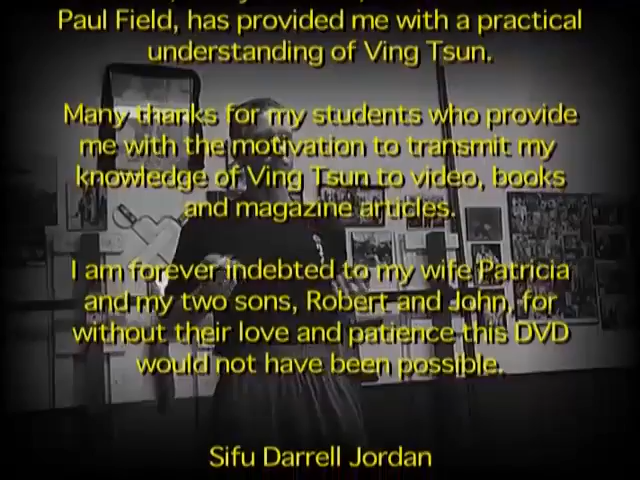 Paul Field, has provided me with a practical
understanding of Ving Tsun.
Many thanks for my students who provide
me with the motivation to transmit my
knowledge of Ving Tsun to video, books
and magazine articles.
I am forever indebted to my wife Patricia
and my two sons, Robert and John, for
without their love and patience this DVD
would not have been possible.
Sifu Darrell Jordan